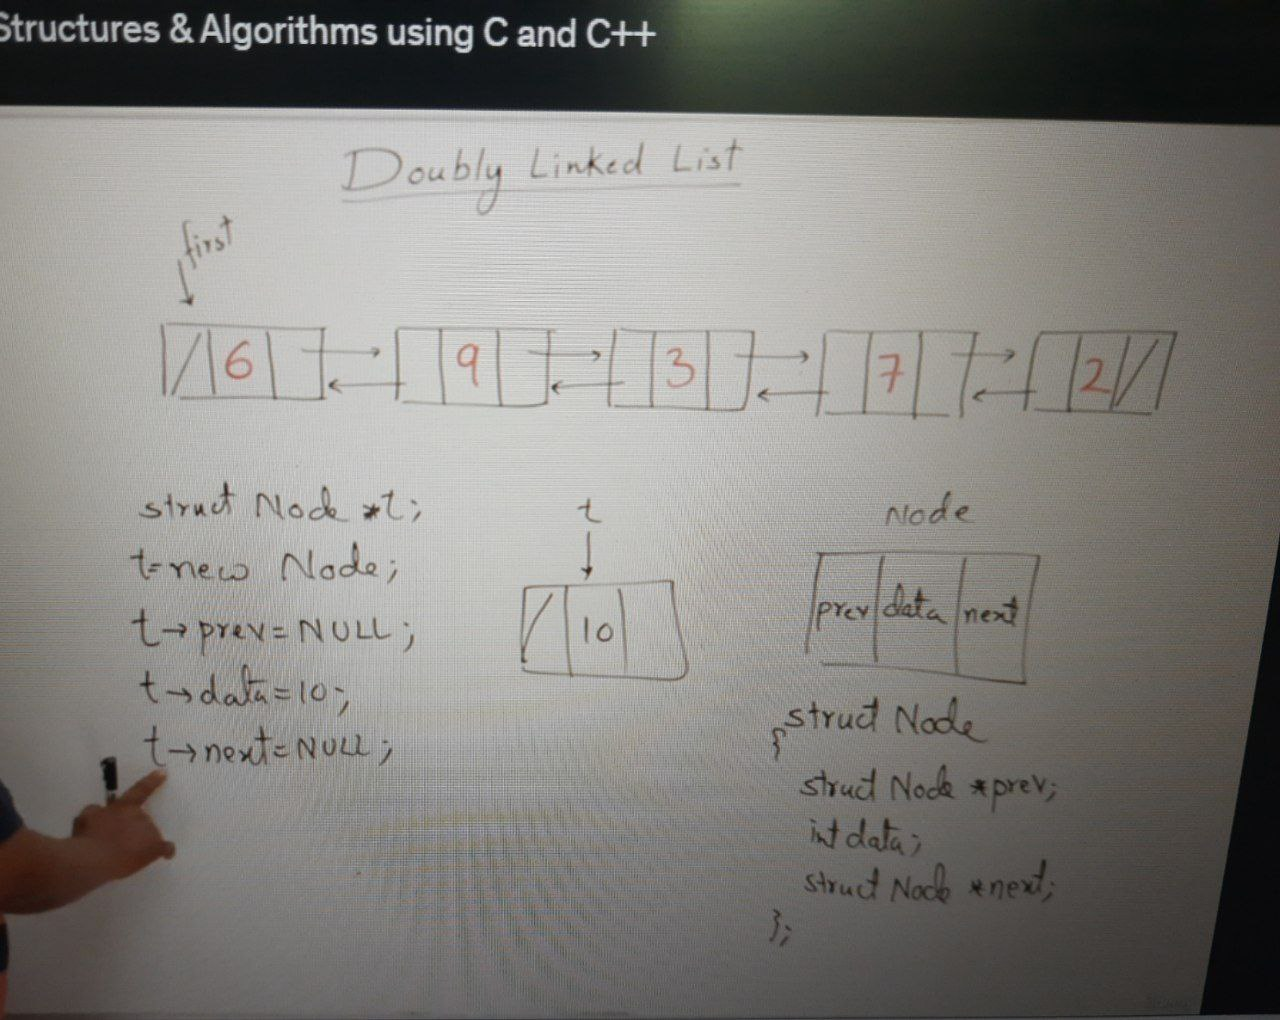 Structures & Algorithms using C and C++
Doubly Linked List
first
6 9 3 7 2
struct Node *t;
t=new Node;
t→prev=NULL;
t→data=10;
t→next=NULL;
t
10
Node
prev data next
struct Node
{
struct Node *prev;
int data;
struct Node *next;
};